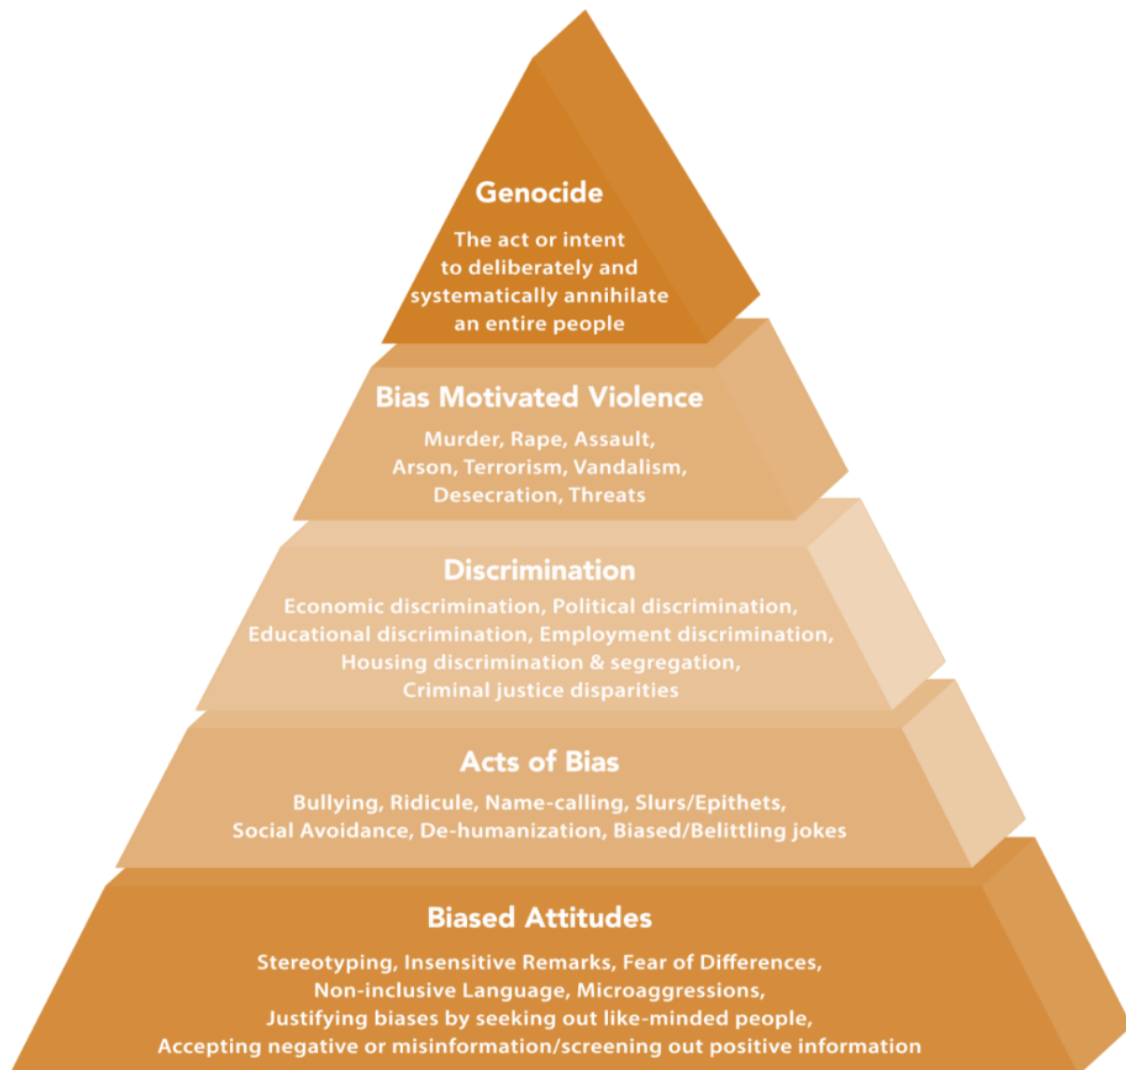 Genocide
The act or intent
to deliberately and
systematically annihilate
an entire people
Bias Motivated Violence
Murder, Rape, Assault,
Arson, Terrorism, Vandalism,
Desecration, Threats
Discrimination
Economic discrimination, Political discrimination,
Educational discrimination, Employment discrimination,
Housing discrimination & segregation,
Criminal justice disparities
Acts of Bias
Bullying, Ridicule, Name-calling, Slurs/Epithets,
Social Avoidance, De-humanization, Biased/Belittling jokes
Biased Attitudes
Stereotyping, Insensitive Remarks, Fear of Differences,
Non-inclusive Language, Microaggressions,
Justifying biases by seeking out like-minded people,
Accepting negative or misinformation/screening out positive information